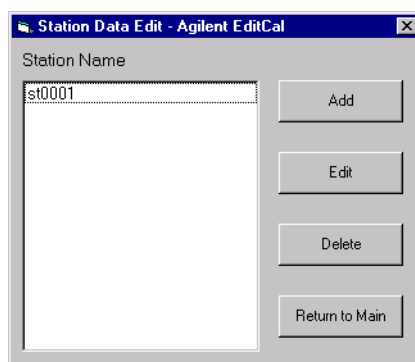 Station Data Edit - Agilent EditCal
Station Name
st0001
Add
Edit
Delete
Return to Main